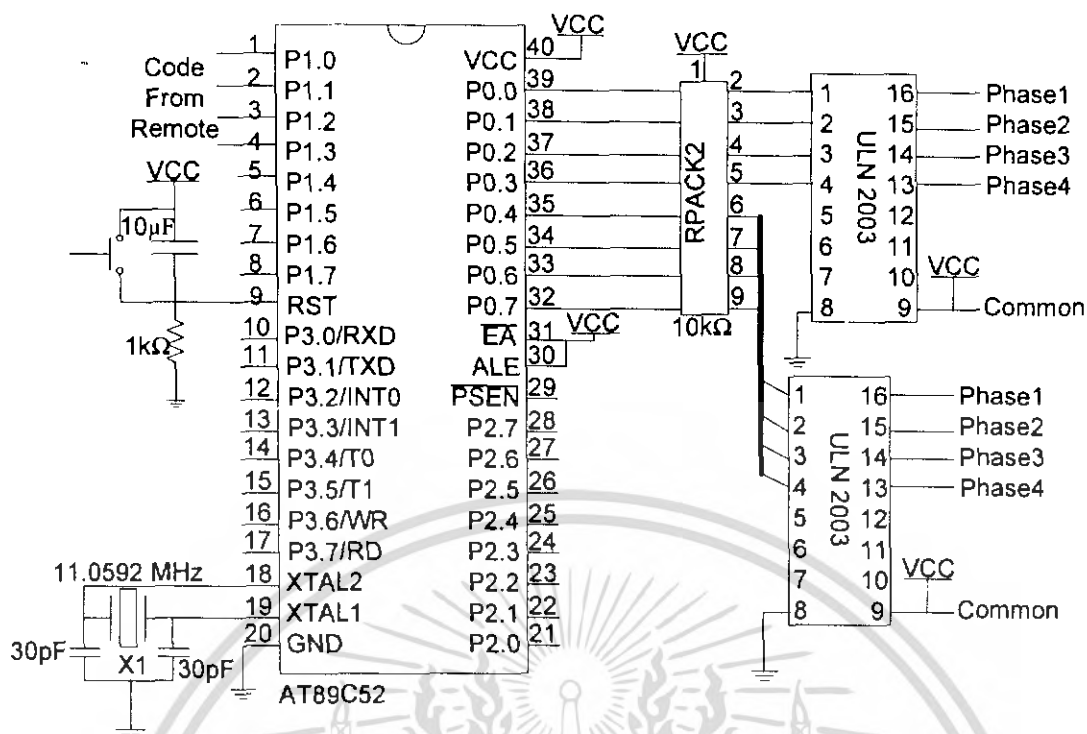 Code
From
Remote
VCC
10µF
1kΩ
11.0592 MHz
30pF
X1
30pF
1 P1.0
2 P1.1
3 P1.2
4 P1.3
5 P1.4
6 P1.5
7 P1.6
8 P1.7
9 RST
10 P3.0/RXD
11 P3.1/TXD
12 P3.2/INT0
13 P3.3/INT1
14 P3.4/T0
15 P3.5/T1
16 P3.6/WR
17 P3.7/RD
18 XTAL2
19 XTAL1
20 GND
VCC 40
VCC
P0.0 39
P0.1 38
P0.2 37
P0.3 36
P0.4 35
P0.5 34
P0.6 33
P0.7 32
EA 31
VCC
ALE 30
PSEN 29
P2.7 28
P2.6 27
P2.5 26
P2.4 25
P2.3 24
P2.2 23
P2.1 22
P2.0 21
AT89C52
VCC
1
RPACK2
2
3
4
5
6
7
8
9
10kΩ
1 16 Phase1
2 15 Phase2
3 14 Phase3
4 13 Phase4
5 12
6 11
7 10
8 9 Common
ULN 2003
VCC
1 16 Phase1
2 15 Phase2
3 14 Phase3
4 13 Phase4
5 12
6 11
7 10
8 9 Common
ULN 2003
VCC